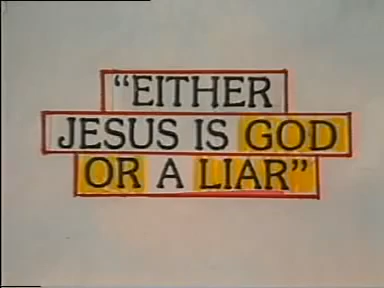 “EITHER
JESUS IS GOD
OR A LIAR”